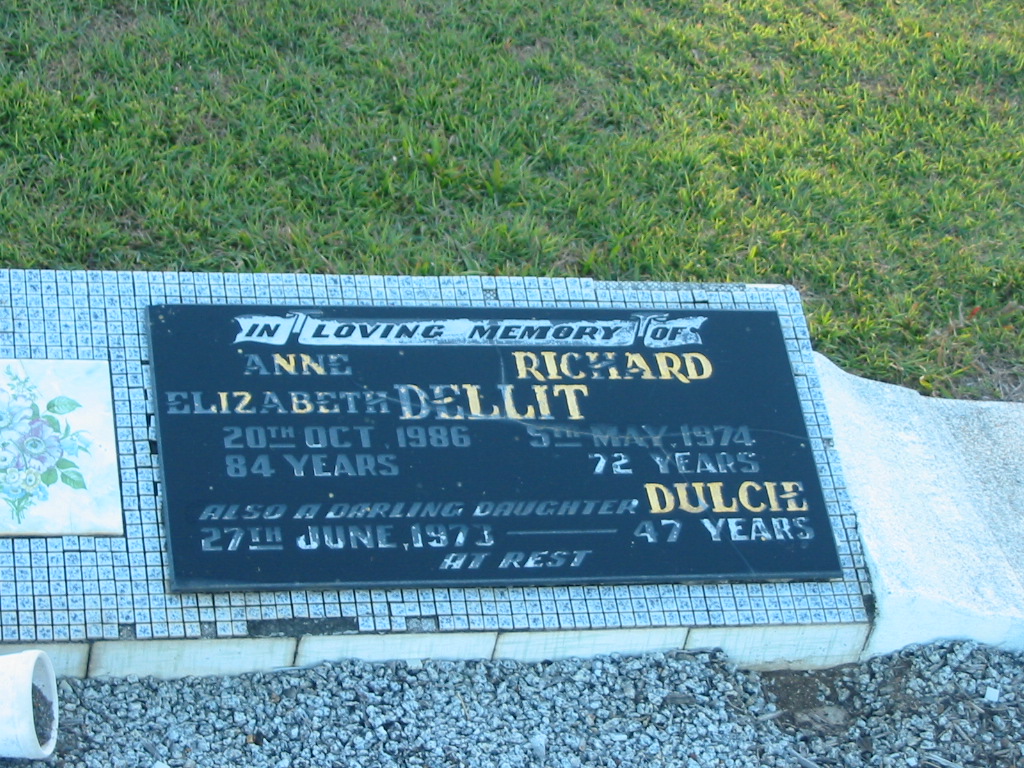 IN LOVING MEMORY OF
ANNE RICHARD
ELIZABETH DELLIT
20TH OCT. 1986 5TH MAY. 1974
84 YEARS 72 YEARS
ALSO A DARLING DAUGHTER DULCIE
27TH JUNE. 1973 — 47 YEARS
AT REST